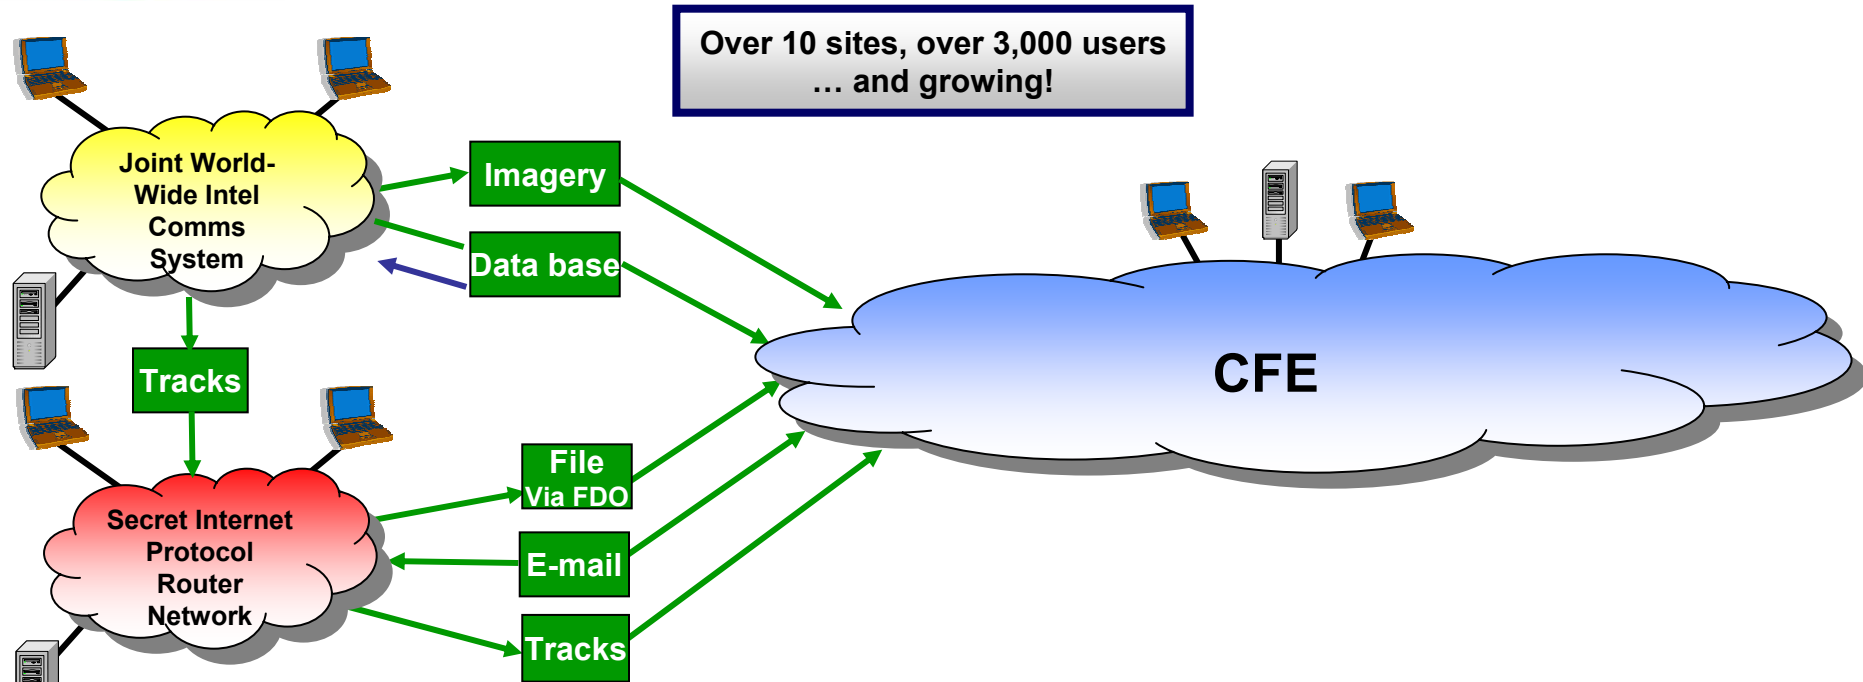 Over 10 sites, over 3,000 users
… and growing!
Joint World-
Wide Intel
Comms
System
Imagery
Data base
Tracks
CFE
File
Via FDO
Secret Internet
Protocol
Router
Network
E-mail
Tracks